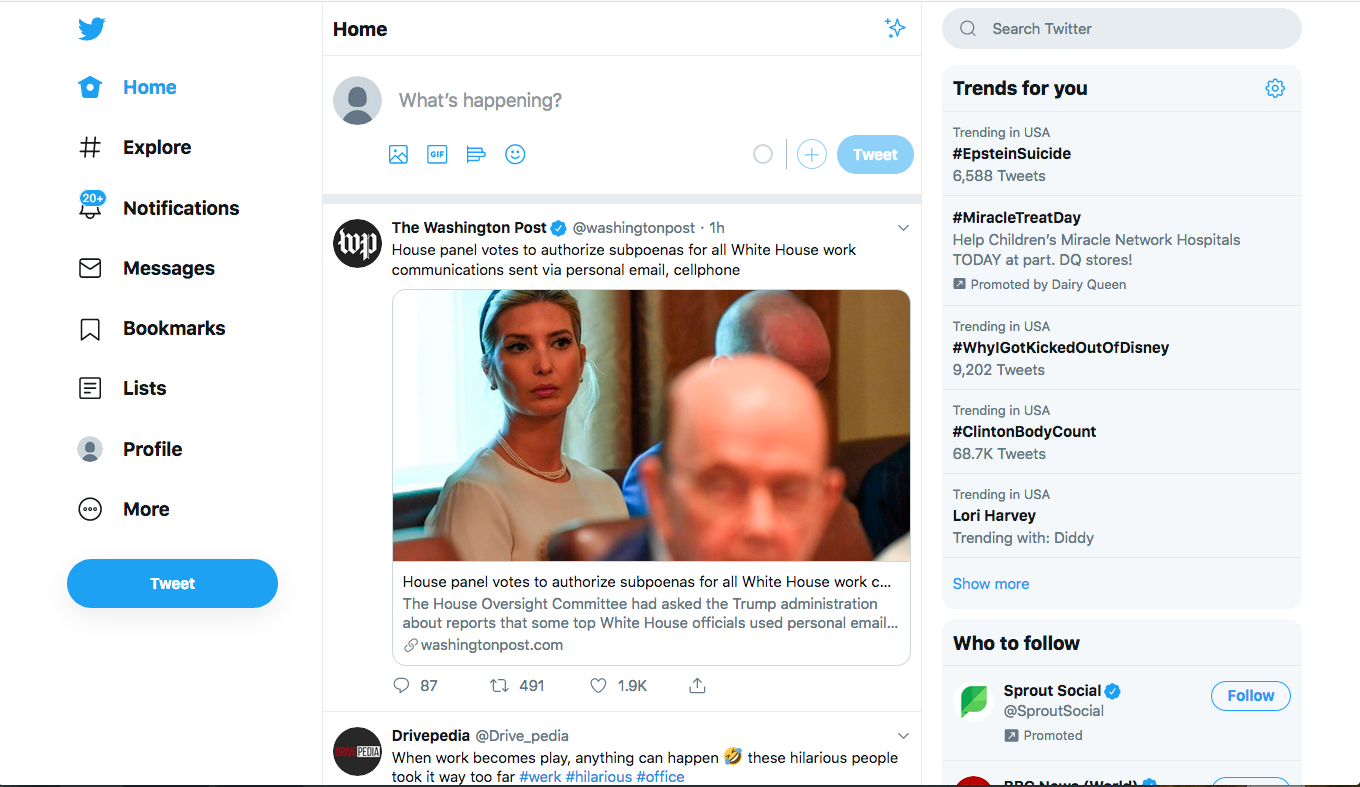 Home
Explore
20+
Notifications
Messages
Bookmarks
Lists
Profile
More
Tweet
Home
What's happening?
GIF
Tweet
wp
The Washington Post @washingtonpost · 1h
House panel votes to authorize subpoenas for all White House work
communications sent via personal email, cellphone
House panel votes to authorize subpoenas for all White House work c...
The House Oversight Committee had asked the Trump administration
about reports that some top White House officials used personal email...
washingtonpost.com
87 491 1.9K
DRIVEPEDIA
Drivepedia @Drive_pedia
When work becomes play, anything can happen 🤣 these hilarious people
took it way too far #werk #hilarious #office
Search Twitter
Trends for you
Trending in USA
#EpsteinSuicide
6,588 Tweets
#MiracleTreatDay
Help Children's Miracle Network Hospitals
TODAY at part. DQ stores!
Promoted by Dairy Queen
Trending in USA
#WhyIGotKickedOutOfDisney
9,202 Tweets
Trending in USA
#ClintonBodyCount
68.7K Tweets
Trending in USA
Lori Harvey
Trending with: Diddy
Show more
Who to follow
Sprout Social
@SproutSocial
Promoted
Follow
BBC News (World)